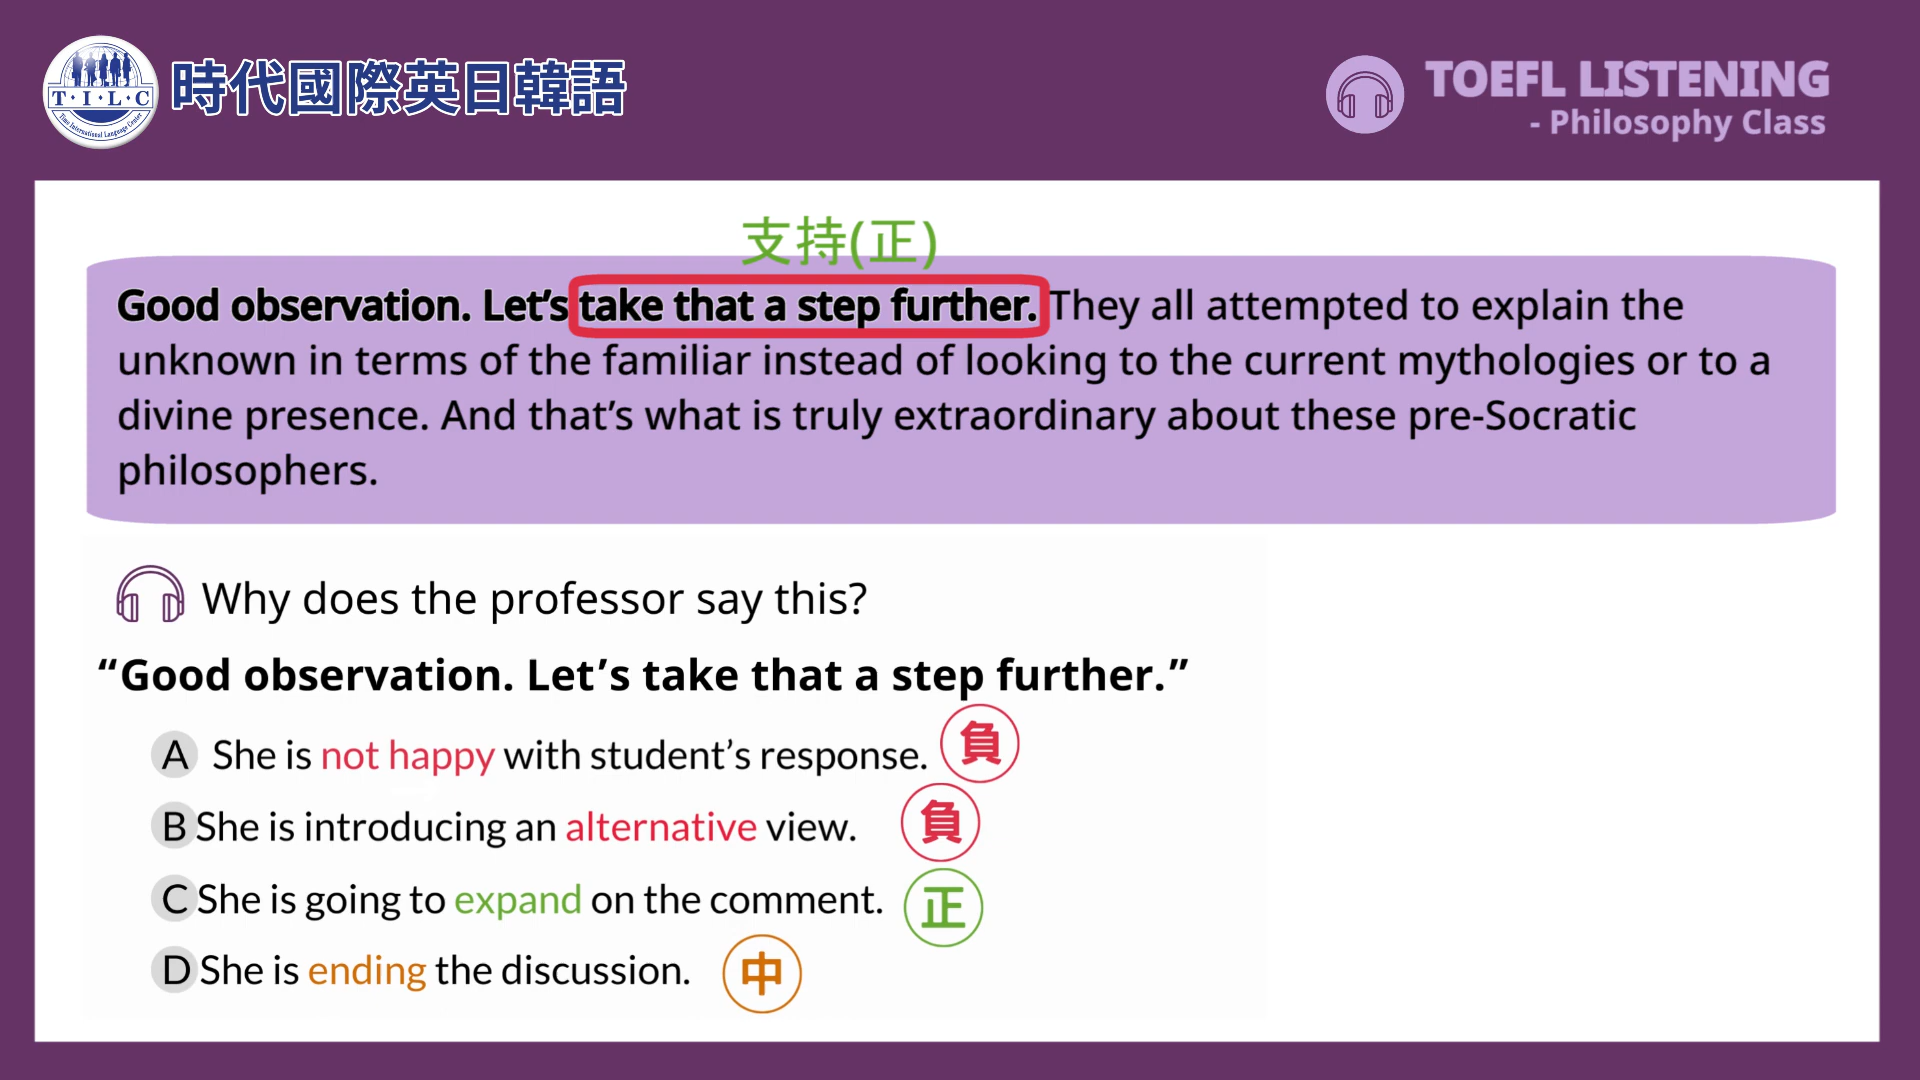 T·I·L·C
Time International Language Center
時代國際英日韓語
TOEFL LISTENING
- Philosophy Class
支持(正)
Good observation. Let’s take that a step further. They all attempted to explain the
unknown in terms of the familiar instead of looking to the current mythologies or to a
divine presence. And that’s what is truly extraordinary about these pre-Socratic
philosophers.
Why does the professor say this?
“Good observation. Let’s take that a step further.”
A She is not happy with student’s response. 負
B She is introducing an alternative view. 負
C She is going to expand on the comment. 正
D She is ending the discussion. 中